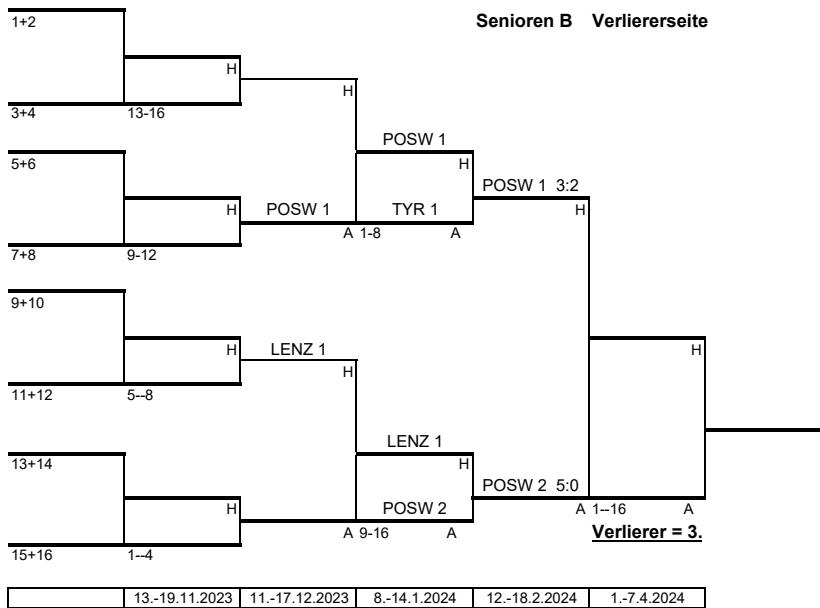 Senioren B Verliererseite
1+2
H
H
3+4 13-16
POSW 1
5+6
H
POSW 1 3:2
H
POSW 1
TYR 1
H
A 1-8 A
7+8 9-12
9+10
H
H
LENZ 1
H
11+12 5--8
LENZ 1
13+14
H
POSW 2 5:0
H
POSW 2
A 1--16 A
A 9-16 A
Verlierer = 3.
15+16 1--4
13.-19.11.2023 11.-17.12.2023 8.-14.1.2024 12.-18.2.2024 1.-7.4.2024